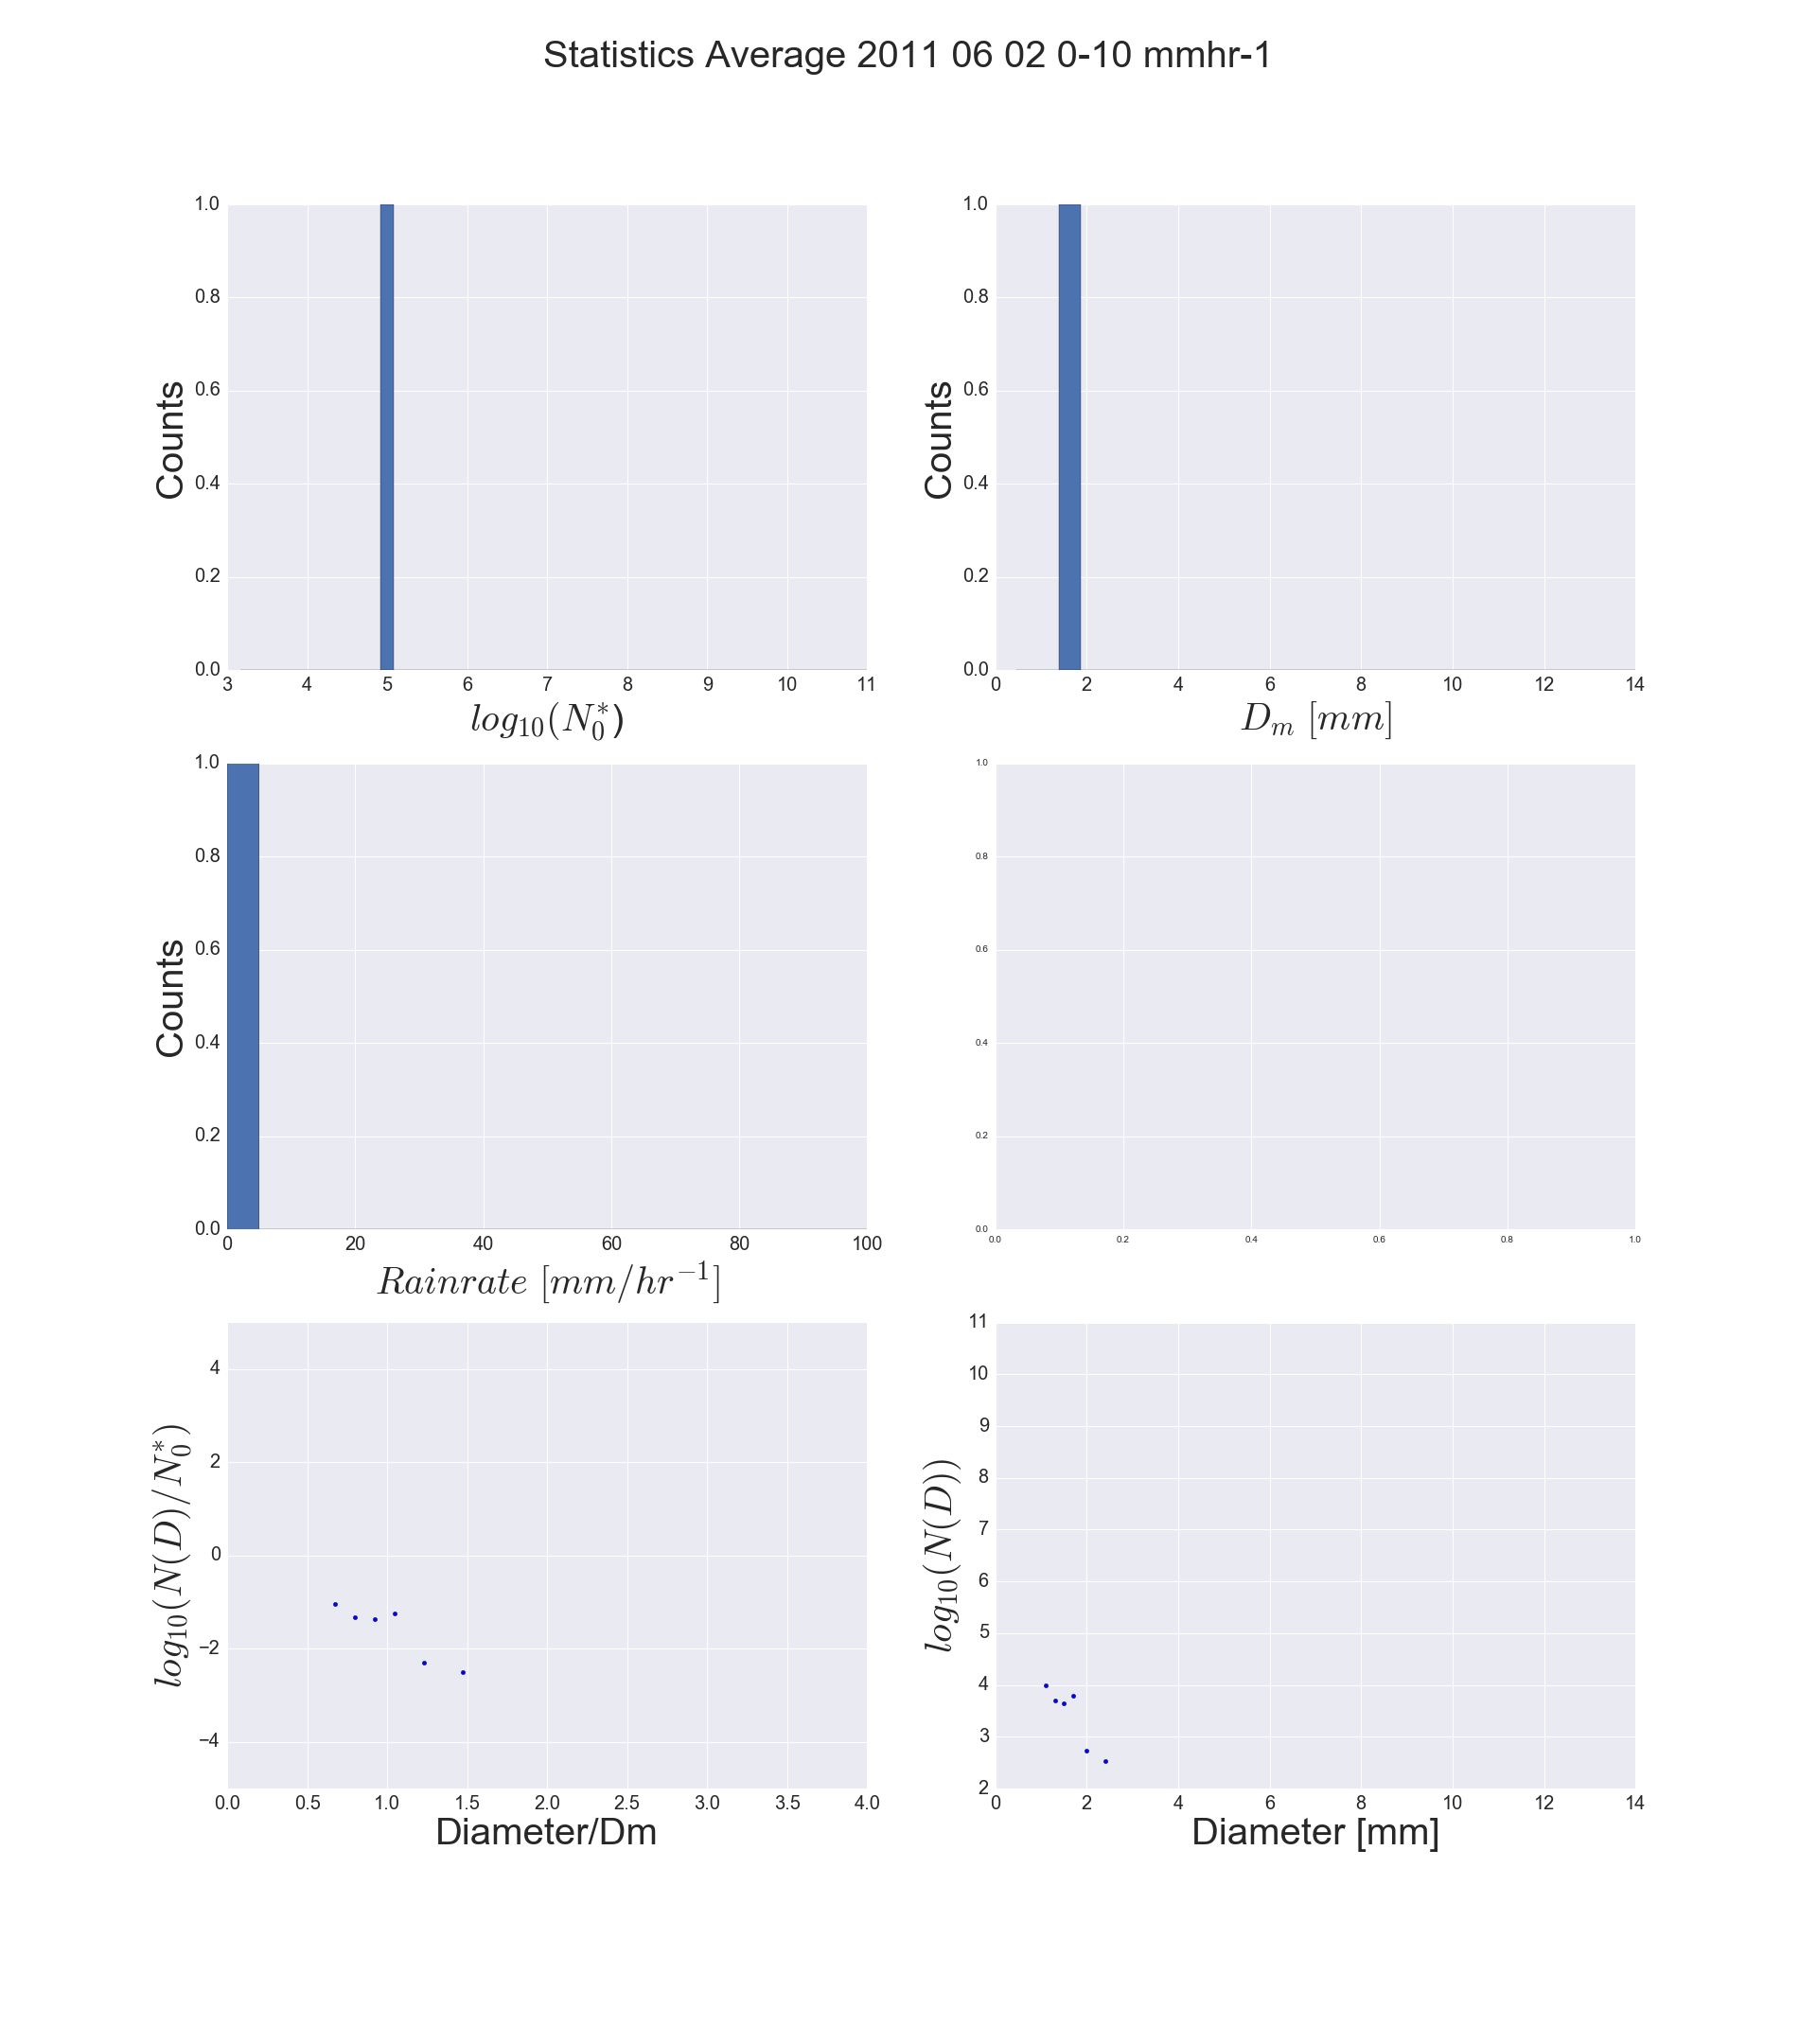 Statistics Average 2011 06 02 0-10 mmhr-1
1.0
0.8
0.6
0.4
0.2
0.0
Counts
3 4 5 6 7 8 9 10 11
log₁₀(N₀*)
1.0
0.8
0.6
0.4
0.2
0.0
Counts
0 2 4 6 8 10 12 14
Dₘ [mm]
1.0
0.8
0.6
0.4
0.2
0.0
Counts
0 20 40 60 80 100
Rainrate [mm/hr⁻¹]
1.0
0.8
0.6
0.4
0.2
0.0
0.0 0.2 0.4 0.6 0.8 1.0
4
2
0
−2
−4
log₁₀(N(D)/N₀*)
0.0 0.5 1.0 1.5 2.0 2.5 3.0 3.5 4.0
Diameter/Dm
11
10
9
8
7
6
5
4
3
2
log₁₀(N(D))
0 2 4 6 8 10 12 14
Diameter [mm]